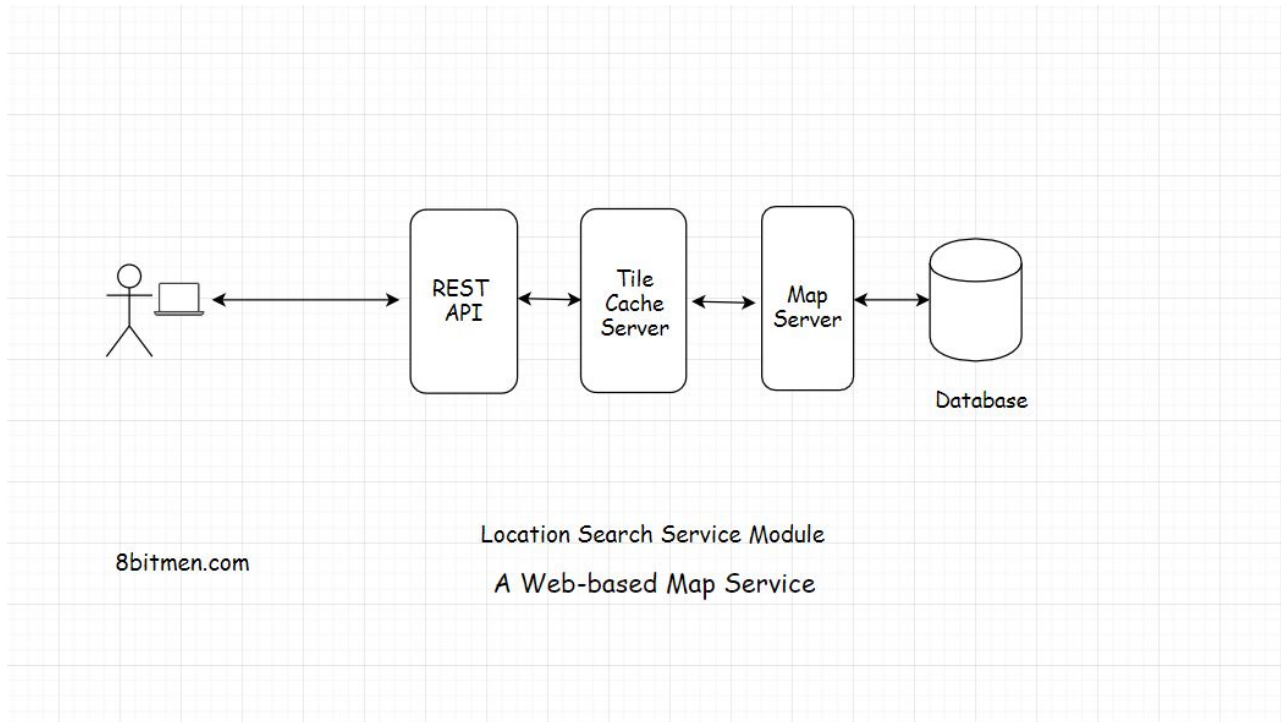 REST
API
Tile
Cache
Server
Map
Server
Database
Location Search Service Module
8bitmen.com
A Web-based Map Service